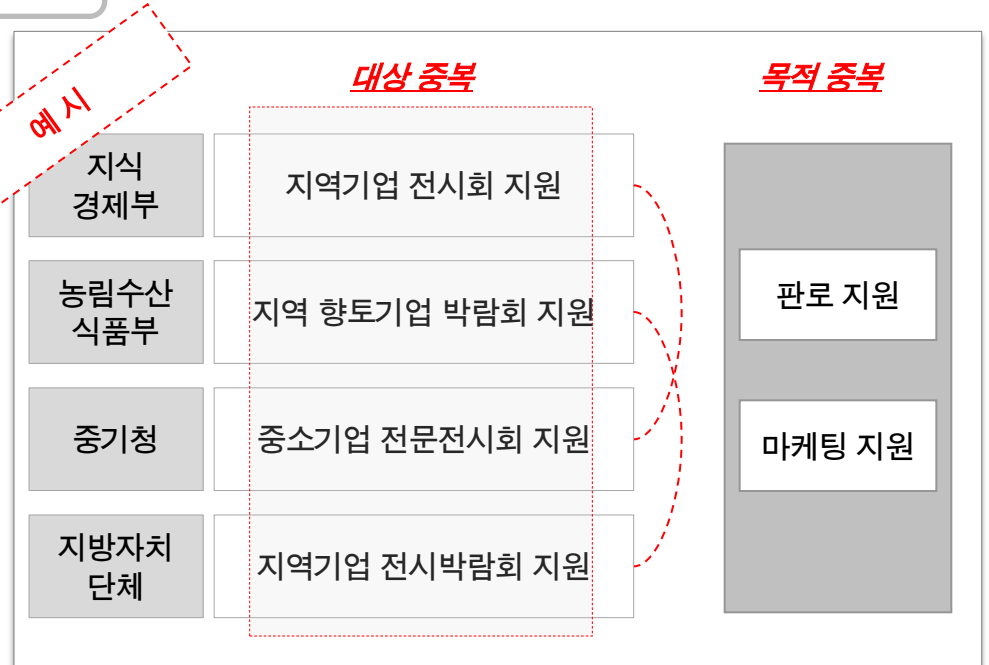 예 시
대상 중복
목적 중복
지식
경제부
지역기업 전시회 지원
농림수산
식품부
지역 향토기업 박람회 지원
중기청
중소기업 전문전시회 지원
지방자치
단체
지역기업 전시박람회 지원
판로 지원
마케팅 지원